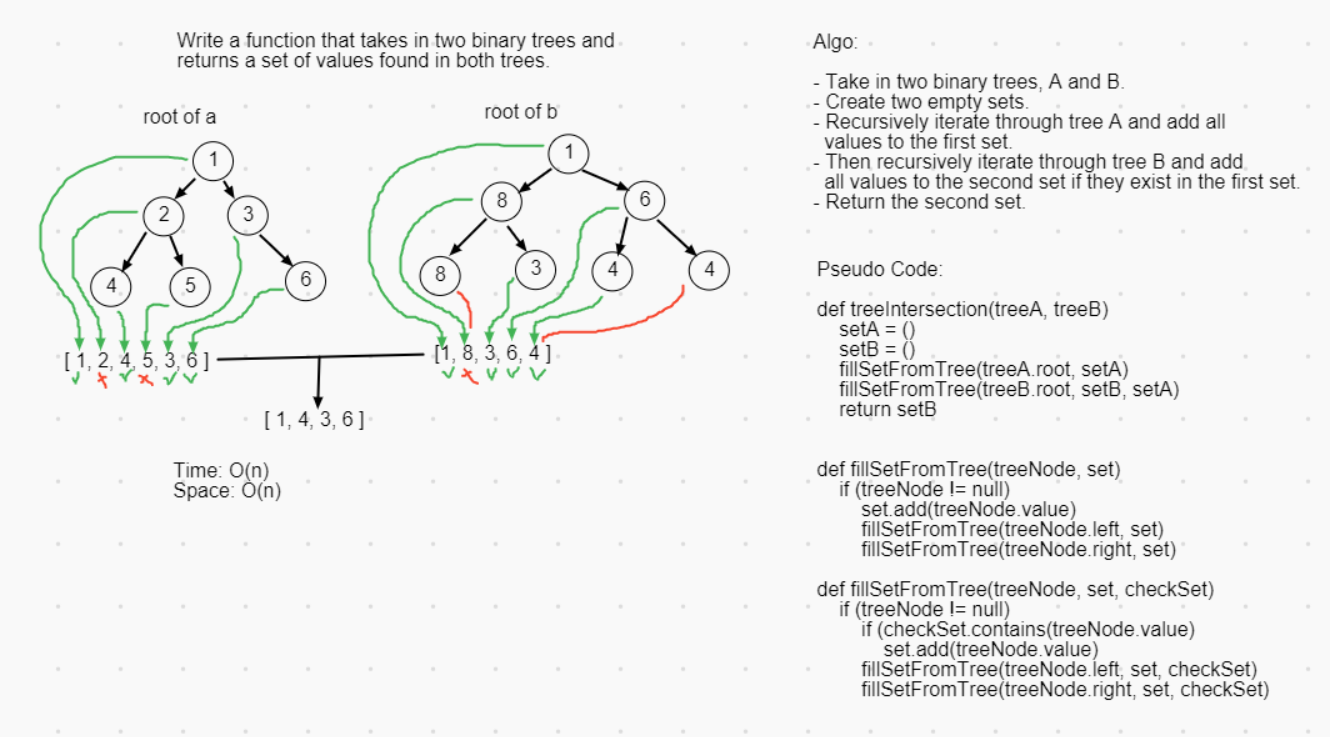 Write a function that takes in two binary trees and
returns a set of values found in both trees.
root of a
1
2
3
4
5
6
[ 1, 2, 4, 5, 3, 6 ]
root of b
1
8
6
8
3
4
4
[1, 8, 3, 6, 4 ]
[ 1, 4, 3, 6 ]
Time: O(n)
Space: O(n)
Algo:
- Take in two binary trees, A and B.
- Create two empty sets.
- Recursively iterate through tree A and add all
values to the first set.
- Then recursively iterate through tree B and add
all values to the second set if they exist in the first set.
- Return the second set.
Pseudo Code:
def treeIntersection(treeA, treeB)
setA = ()
setB = ()
fillSetFromTree(treeA.root, setA)
fillSetFromTree(treeB.root, setB, setA)
return setB
def fillSetFromTree(treeNode, set)
if (treeNode != null)
set.add(treeNode.value)
fillSetFromTree(treeNode.left, set)
fillSetFromTree(treeNode.right, set)
def fillSetFromTree(treeNode, set, checkSet)
if (treeNode != null)
if (checkSet.contains(treeNode.value)
set.add(treeNode.value)
fillSetFromTree(treeNode.left, set, checkSet)
fillSetFromTree(treeNode.right, set, checkSet)